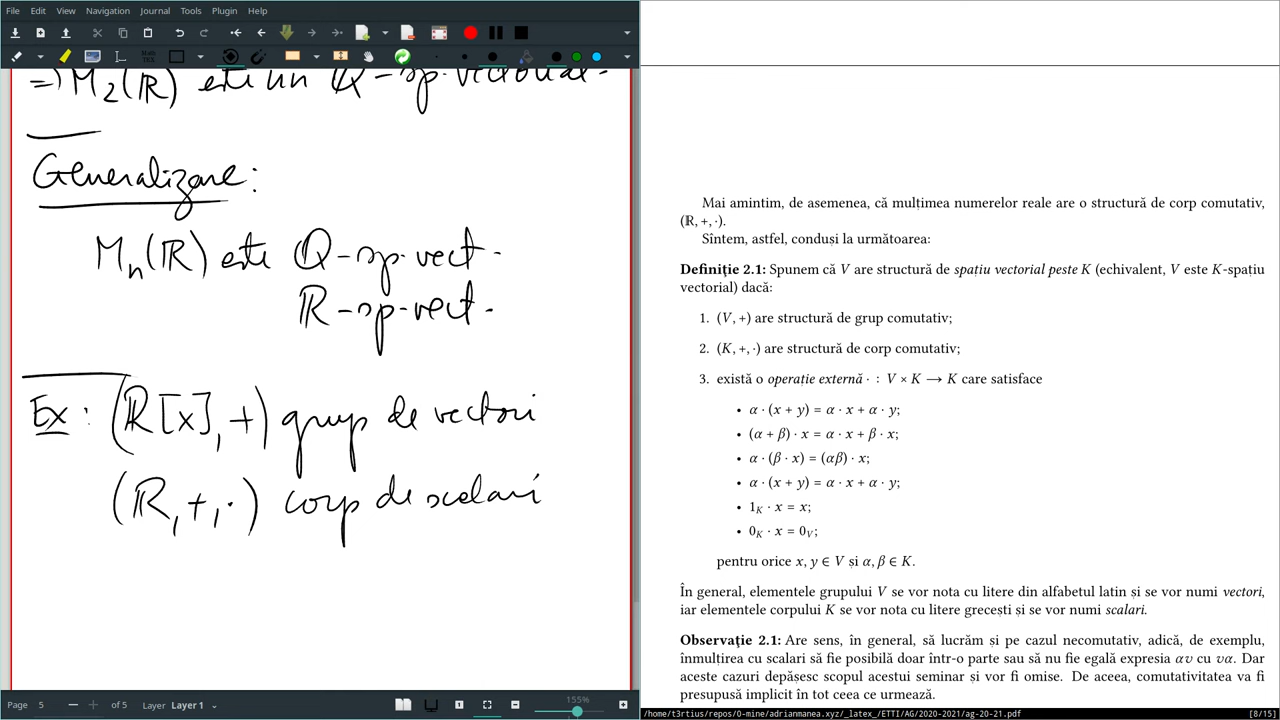 File Edit View Navigation Journal Tools Plugin Help
=) M₂(ℝ) este un Q-sp. vectorial.
Generalizare:
Mₙ(ℝ) este Q-sp. vect.
ℝ-sp. vect.
Ex: (ℝ[x], +) grup de vectori
(ℝ, +, ·) corp de scalari
Page 5 of 5 Layer Layer 1 155%
Mai amintim, de asemenea, că mulțimea numerelor reale are o structură de corp comutativ,
(ℝ, +, ·).
Sîntem, astfel, conduși la următoarea:
Definiție 2.1: Spunem că V are structură de spațiu vectorial peste K (echivalent, V este K-spațiu
vectorial) dacă:
1. (V, +) are structură de grup comutativ;
2. (K, +, ·) are structură de corp comutativ;
3. există o operație externă · : V × K ⟶ K care satisface
• α · (x + y) = α · x + α · y;
• (α + β) · x = α · x + β · x;
• α · (β · x) = (αβ) · x;
• α · (x + y) = α · x + α · y;
• 1_K · x = x;
• 0_K · x = 0_V;
pentru orice x, y ∈ V și α, β ∈ K.
În general, elementele grupului V se vor nota cu litere din alfabetul latin și se vor numi vectori,
iar elementele corpului K se vor nota cu litere grecești și se vor numi scalari.
Observație 2.1: Are sens, în general, să lucrăm și pe cazul necomutativ, adică, de exemplu,
înmulțirea cu scalari să fie posibilă doar într-o parte sau să nu fie egală expresia αv cu vα. Dar
aceste cazuri depășesc scopul acestui seminar și vor fi omise. De aceea, comutativitatea va fi
presupusă implicit în tot ceea ce urmează.
/home/t3rtius/repos/0-mine/adrianmanea.xyz/_latex_/ETTI/AG/2020-2021/ag-20-21.pdf [8/15]